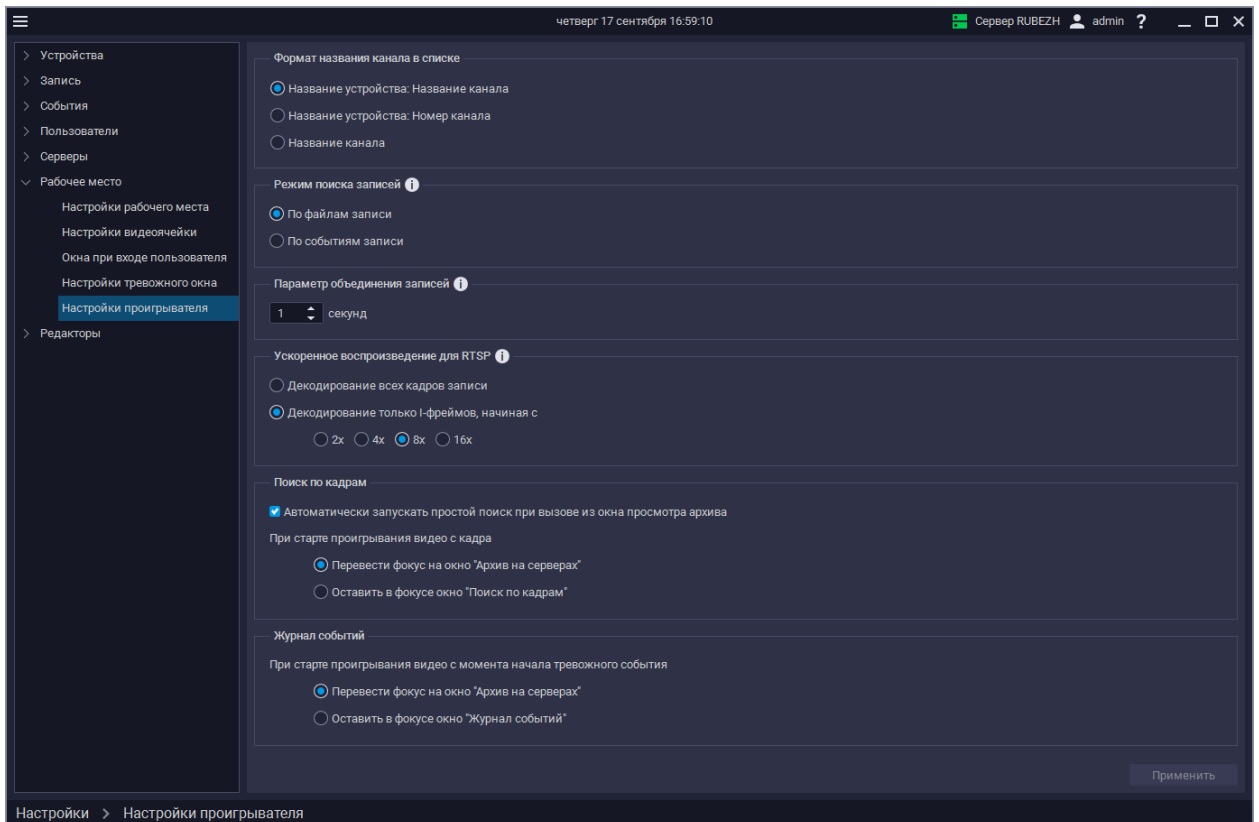 четверг 17 сентября 16:59:10
Сервер RUBEZH admin ?
Устройства
Запись
События
Пользователи
Серверы
Рабочее место
Настройки рабочего места
Настройки видеоячейки
Окна при входе пользователя
Настройки тревожного окна
Настройки проигрывателя
Редакторы
Формат названия канала в списке
Название устройства: Название канала
Название устройства: Номер канала
Название канала
Режим поиска записей i
По файлам записи
По событиям записи
Параметр объединения записей i
1 секунд
Ускоренное воспроизведение для RTSP i
Декодирование всех кадров записи
Декодирование только I-фреймов, начиная с
2x 4x 8x 16x
Поиск по кадрам
Автоматически запускать простой поиск при вызове из окна просмотра архива
При старте проигрывания видео с кадра
Перевести фокус на окно "Архив на серверах"
Оставить в фокусе окно "Поиск по кадрам"
Журнал событий
При старте проигрывания видео с момента начала тревожного события
Перевести фокус на окно "Архив на серверах"
Оставить в фокусе окно "Журнал событий"
Применить
Настройки > Настройки проигрывателя